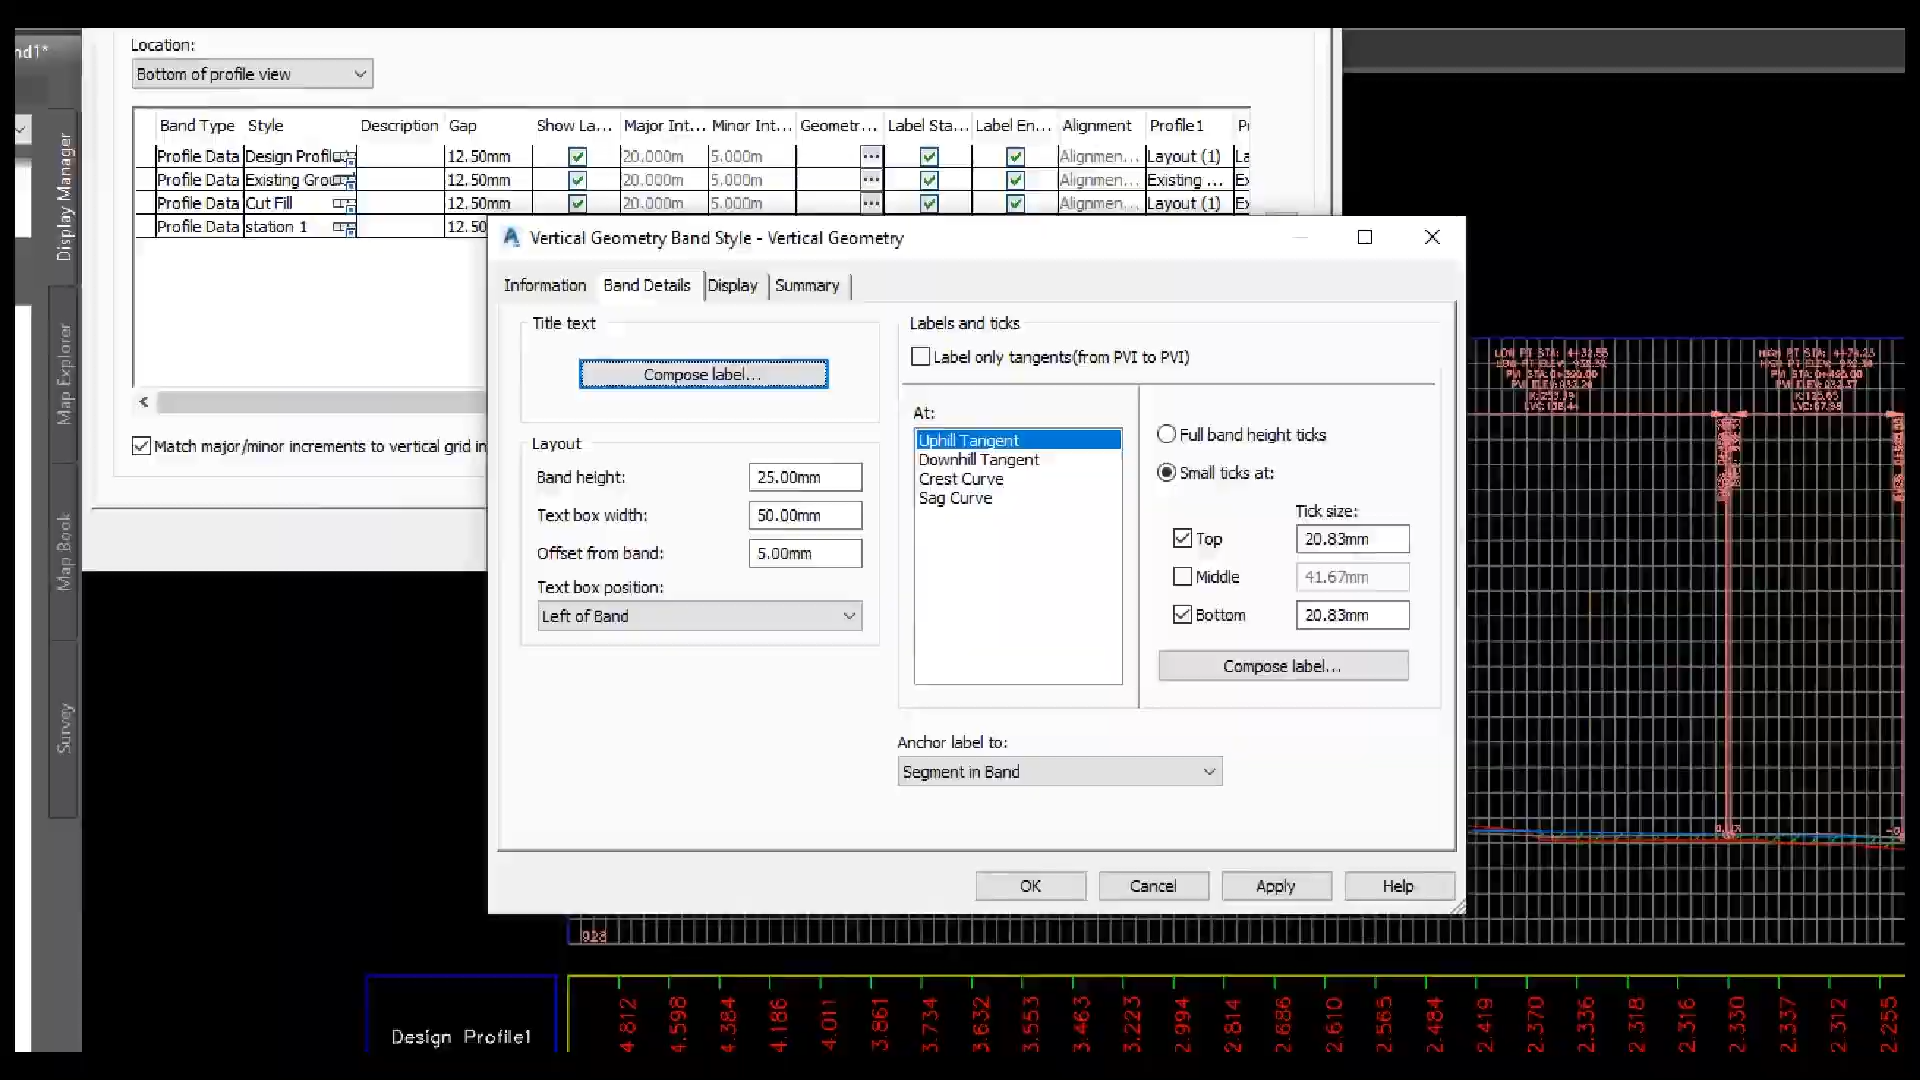 nd1*
Location:
Bottom of profile view
Band Type Style Description Gap Show La... Major Int... Minor Int... Geometr... Label Sta... Label En... Alignment Profile1
Profile Data Design Profil 12.50mm 20.000m 5.000m ... Alignmen... Layout (1)
Profile Data Existing Grou 12.50mm 20.000m 5.000m ... Alignmen... Existing ...
Profile Data Cut Fill 12.50mm 20.000m 5.000m ... Alignmen... Layout (1)
Profile Data station 1 12.50
Match major/minor increments to vertical grid in
Display Manager
Map Explorer
Map Book
Survey
Vertical Geometry Band Style - Vertical Geometry
Information Band Details Display Summary
Title text
Compose label...
Layout
Band height: 25.00mm
Text box width: 50.00mm
Offset from band: 5.00mm
Text box position:
Left of Band
Labels and ticks
Label only tangents(from PVI to PVI)
At:
Uphill Tangent
Downhill Tangent
Crest Curve
Sag Curve
Full band height ticks
Small ticks at:
Tick size:
Top 20.83mm
Middle 41.67mm
Bottom 20.83mm
Compose label...
Anchor label to:
Segment in Band
OK Cancel Apply Help
928
Design Profile1
4.812 4.598 4.384 4.186 4.011 3.861 3.734 3.632 3.553 3.463 3.223 2.994 2.814 2.686 2.610 2.565 2.484 2.419 2.370 2.336 2.318 2.316 2.330 2.337 2.312 2.255